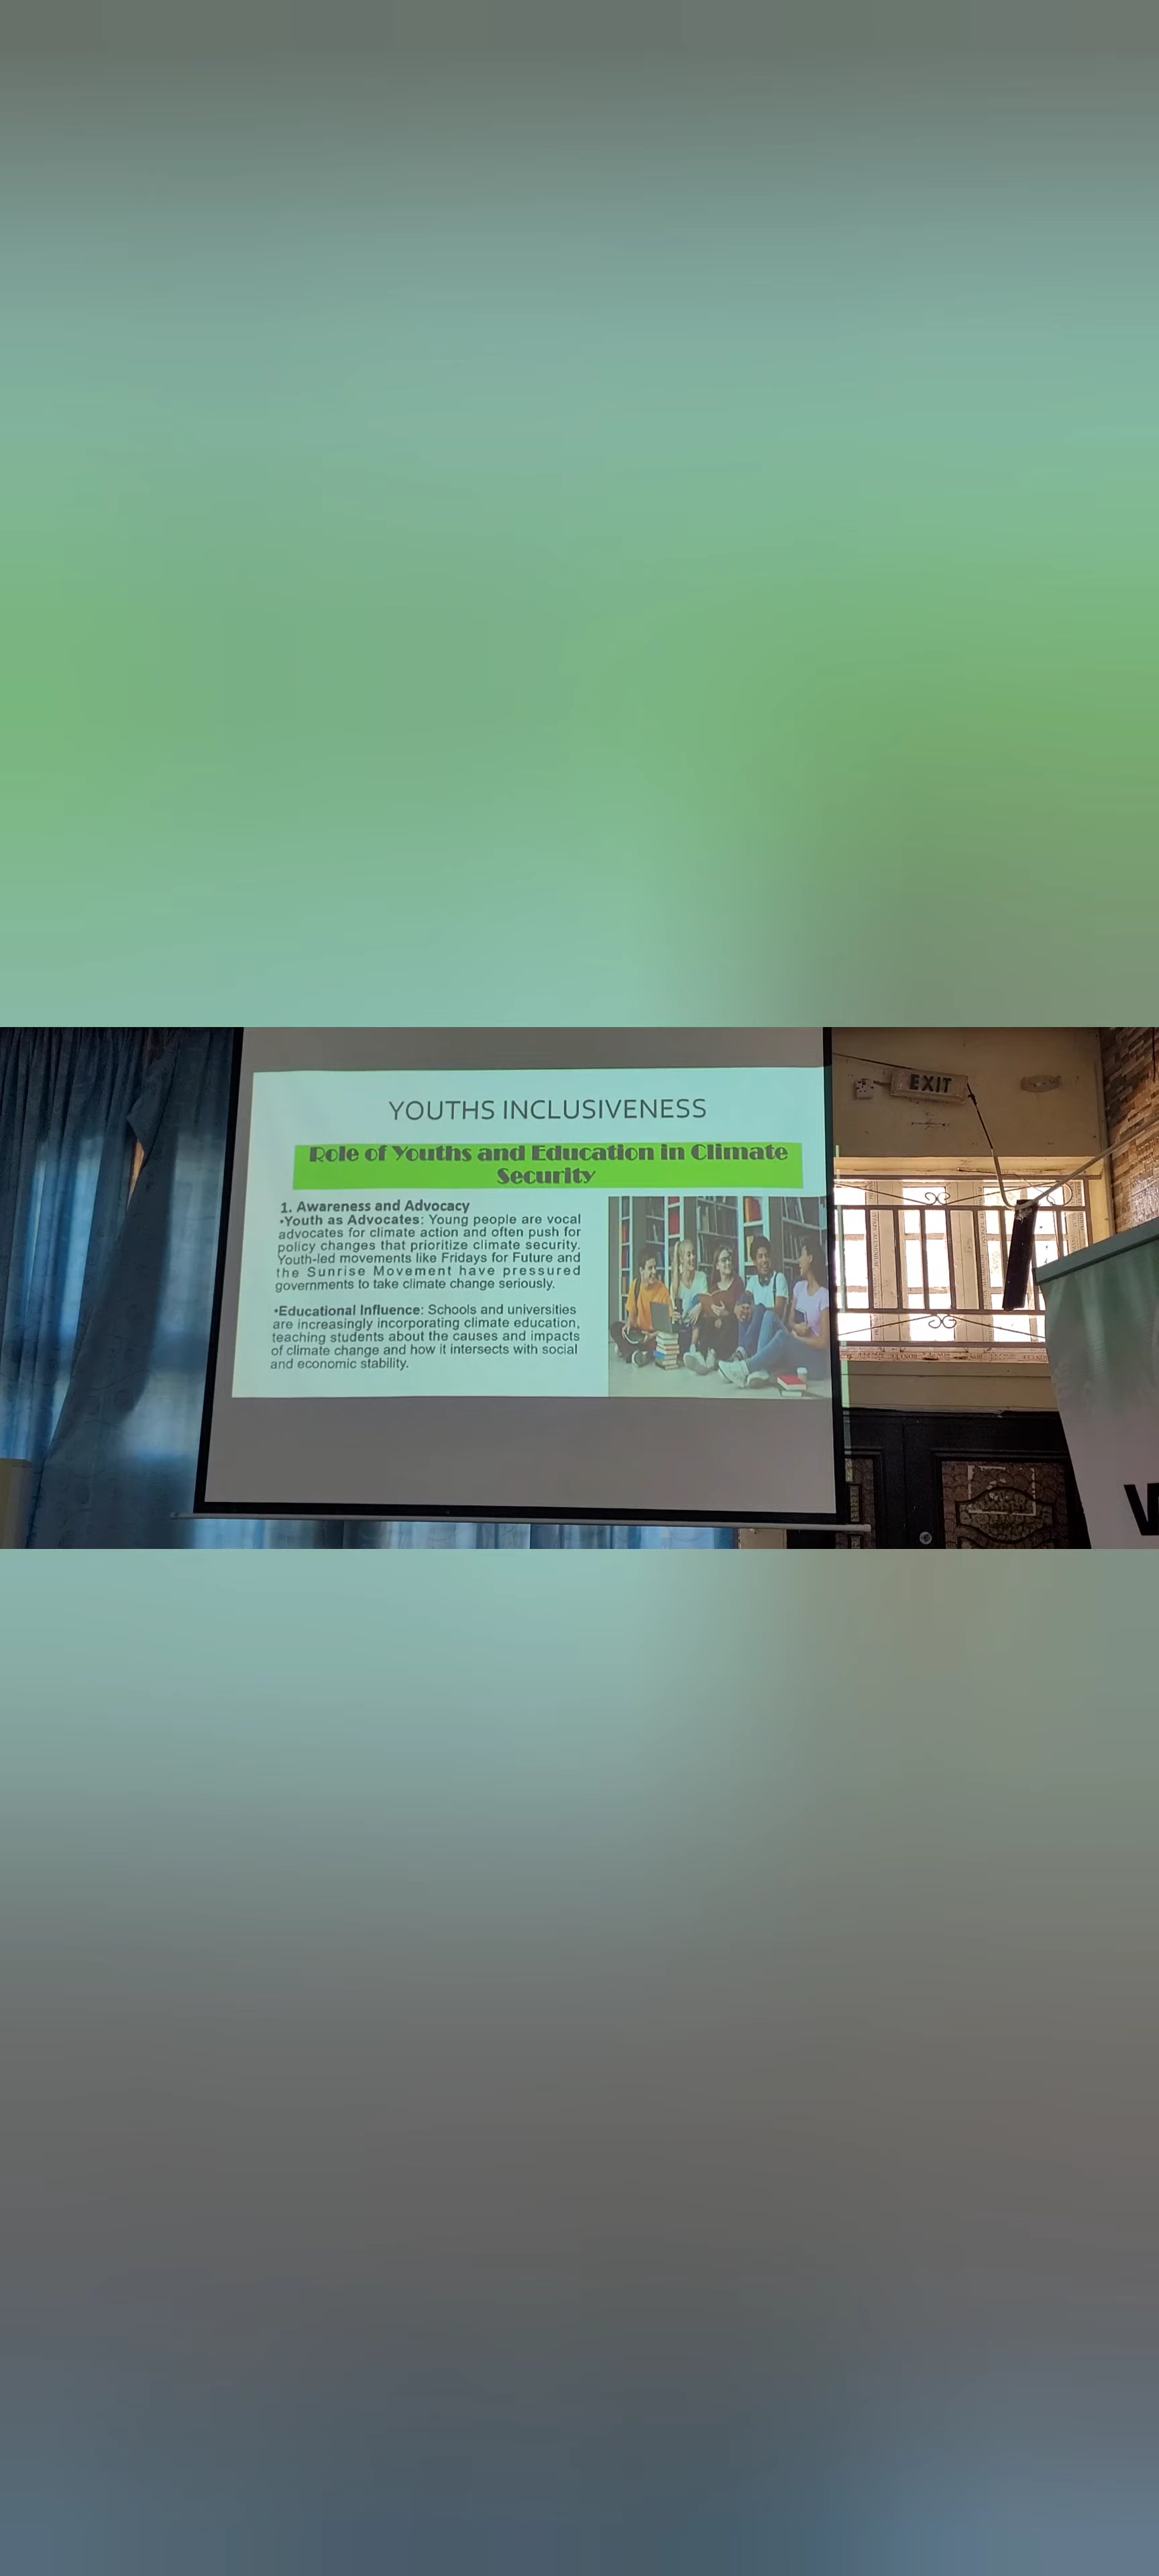 YOUTHS INCLUSIVENESS
Role of Youths and Education in Climate
Security
1. Awareness and Advocacy
•Youth as Advocates: Young people are vocal
advocates for climate action and often push for
policy changes that prioritize climate security.
Youth-led movements like Fridays for Future and
the Sunrise Movement have pressured
governments to take climate change seriously.
•Educational Influence: Schools and universities
are increasingly incorporating climate education,
teaching students about the causes and impacts
of climate change and how it intersects with social
and economic stability.
EXIT